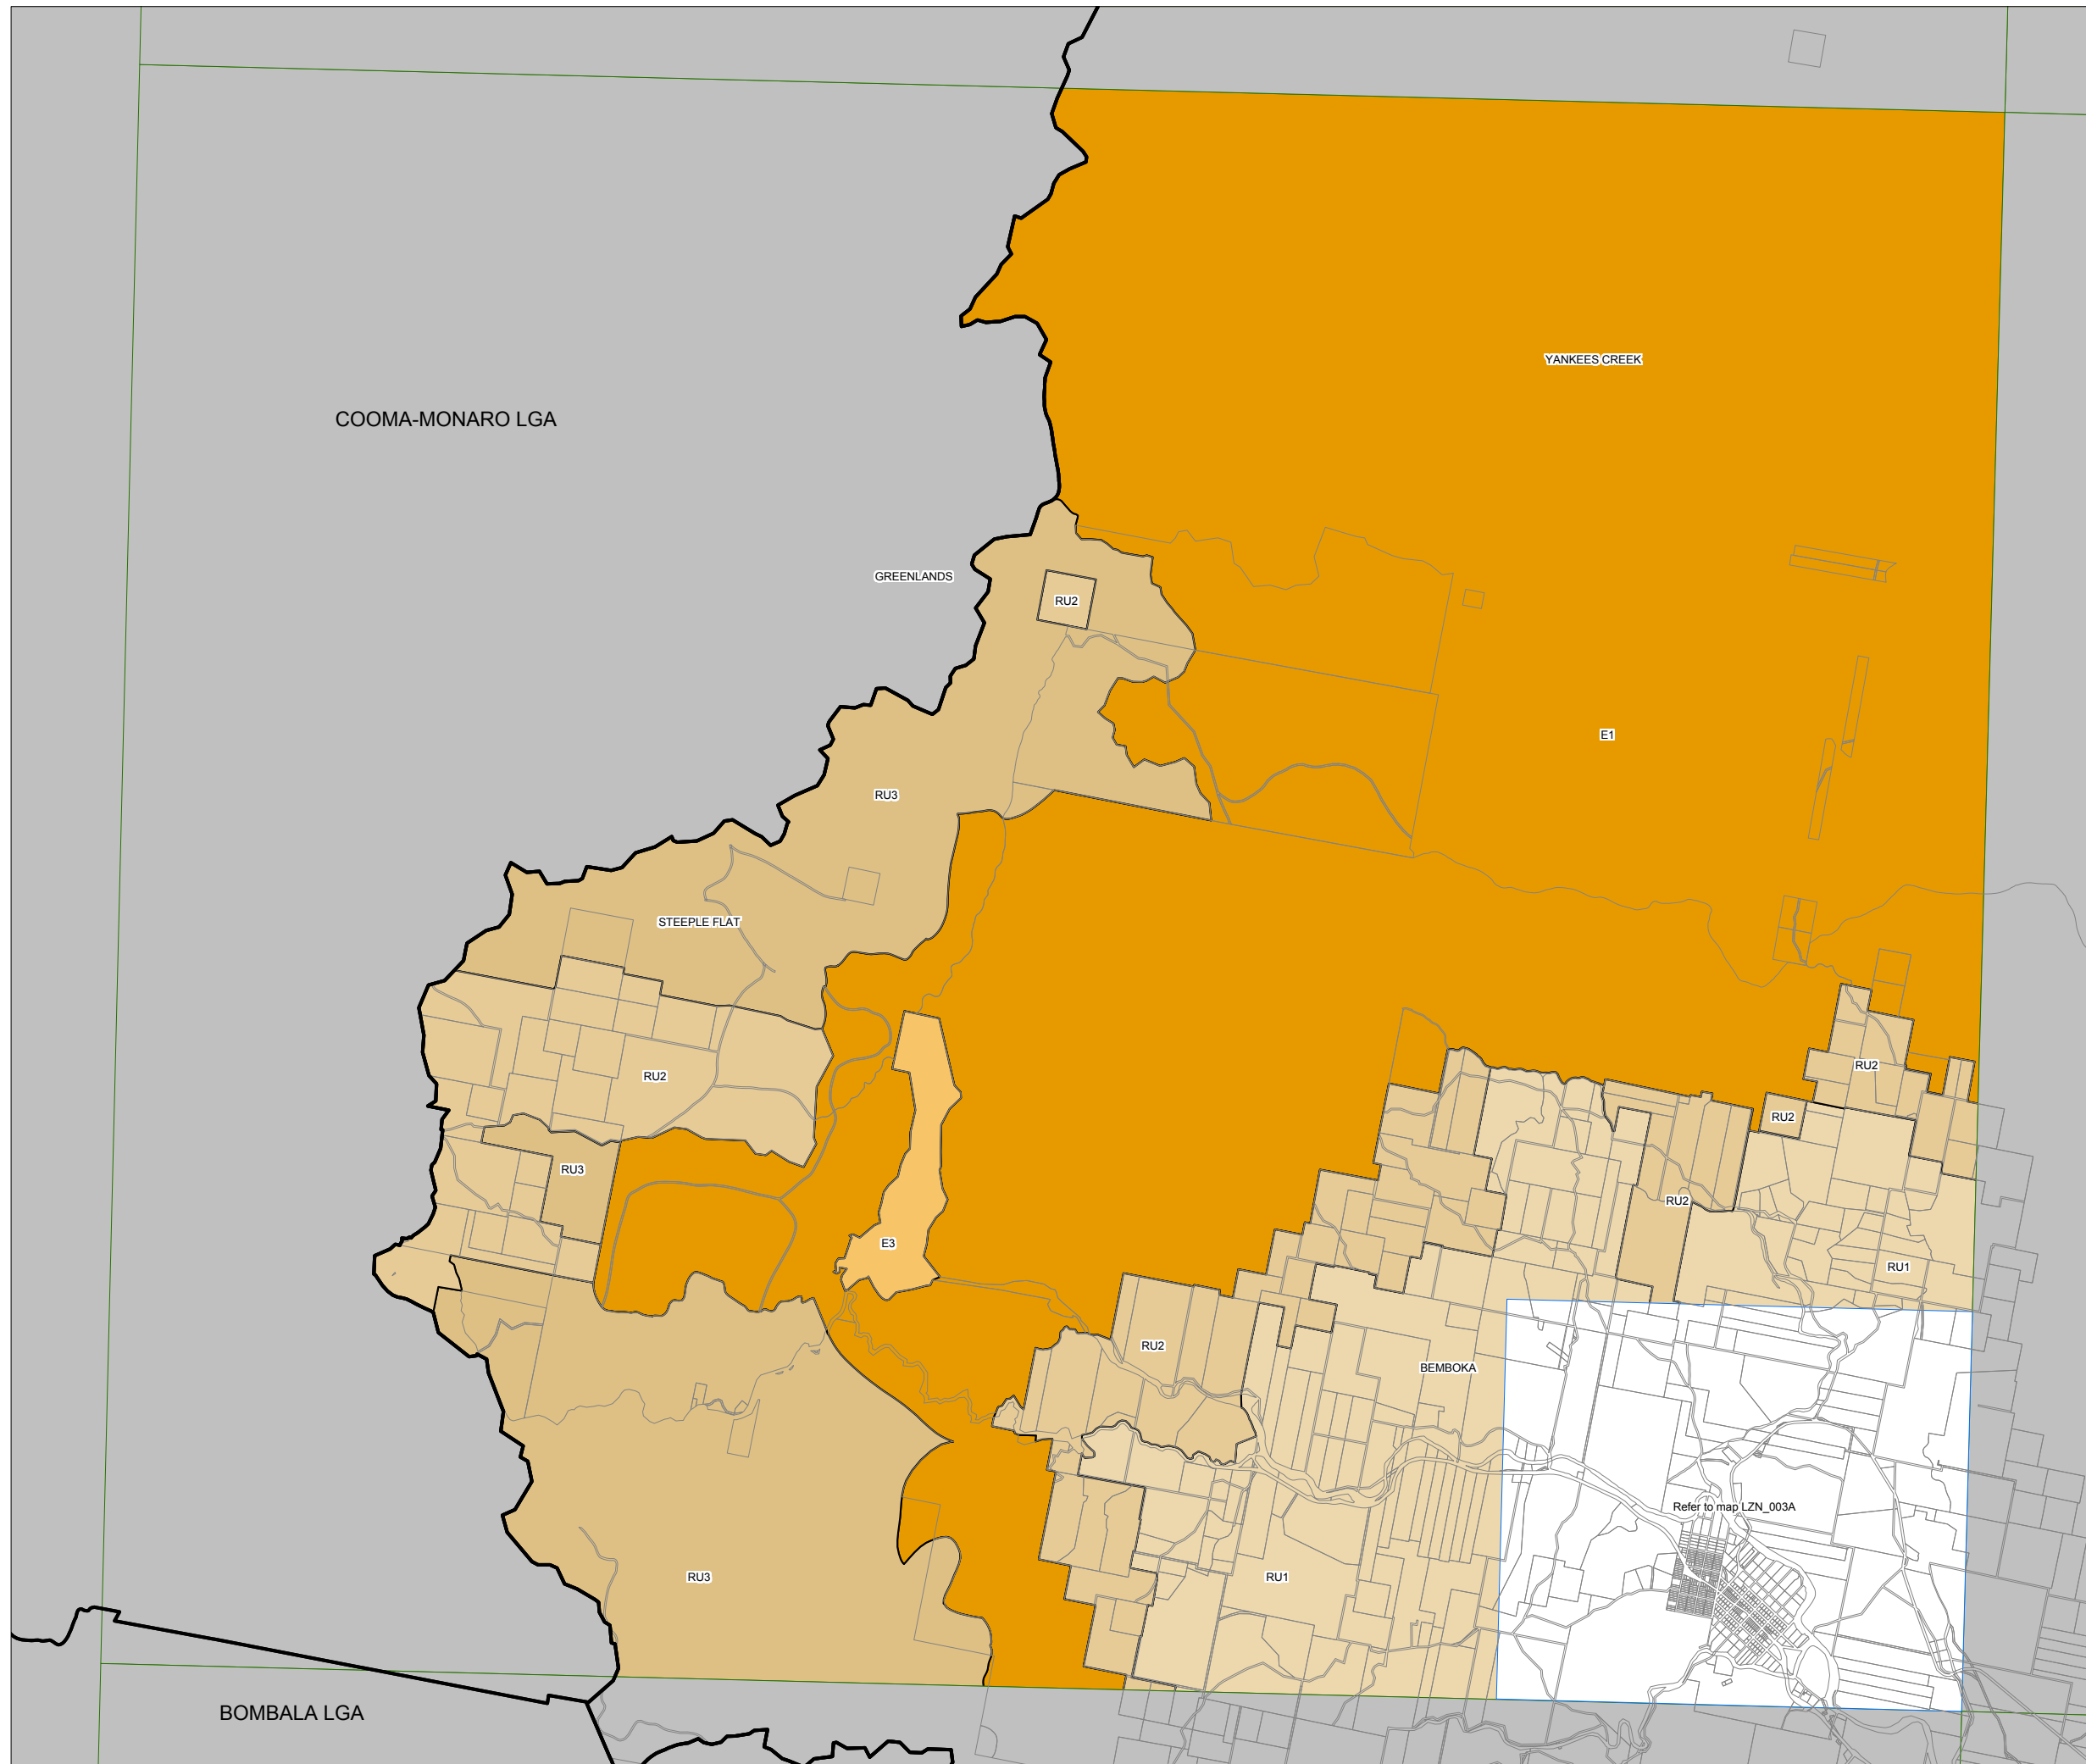 YANKEES CREEK
COOMA-MONARO LGA
GREENLANDS
RU2
E1
RU3
STEEPLE FLAT
RU2
RU2
RU2
RU3
RU2
E3
RU1
RU2
BEMBOKA
Refer to map LZN_003A
RU3
RU1
BOMBALA LGA